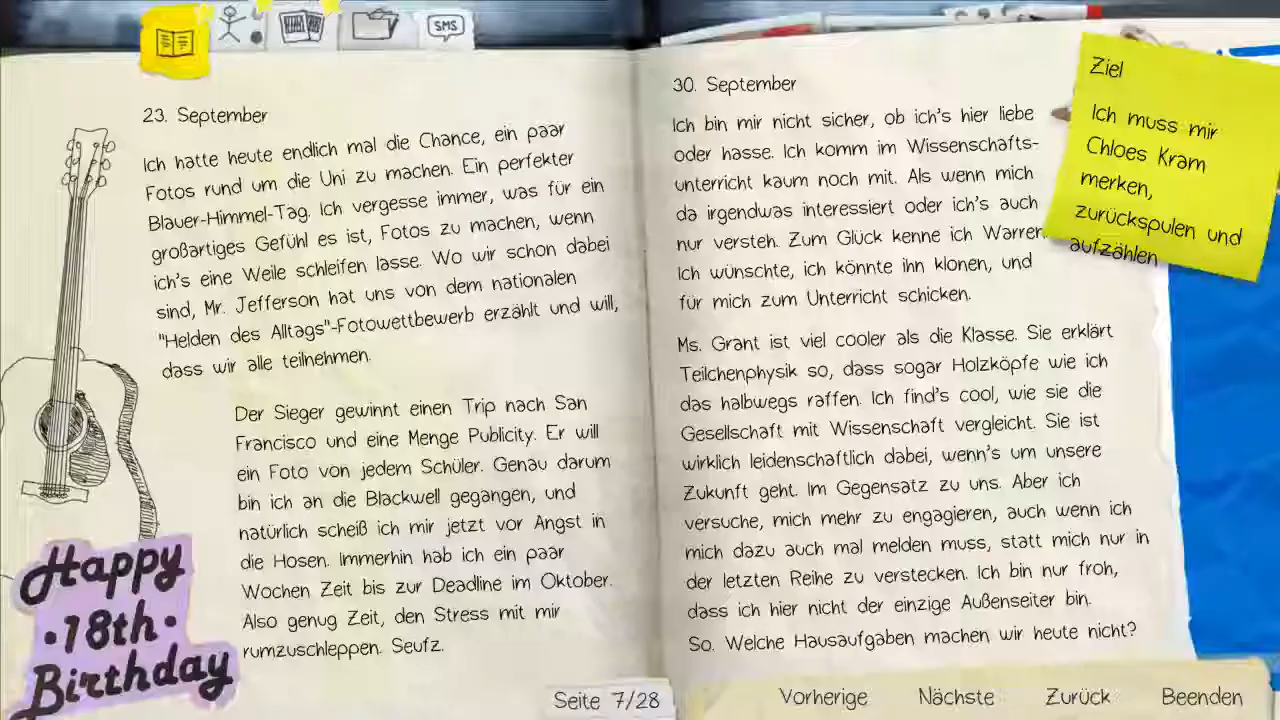 SMS
23. September
Ich hatte heute endlich mal die Chance, ein paar
Fotos rund um die Uni zu machen. Ein perfekter
Blauer-Himmel-Tag. Ich vergesse immer, was für ein
großartiges Gefühl es ist, Fotos zu machen, wenn
ich's eine Weile schleifen lasse. Wo wir schon dabei
sind, Mr. Jefferson hat uns von dem nationalen
"Helden des Alltags"-Fotowettbewerb erzählt und will,
dass wir alle teilnehmen.
Der Sieger gewinnt einen Trip nach San
Francisco und eine Menge Publicity. Er will
ein Foto von jedem Schüler. Genau darum
bin ich an die Blackwell gegangen, und
natürlich scheiß ich mir jetzt vor Angst in
die Hosen. Immerhin hab ich ein paar
Wochen Zeit bis zur Deadline im Oktober.
Also genug Zeit, den Stress mit mir
rumzuschleppen. Seufz.
Happy
•18th•
Birthday
Seite 7/28
30. September
Ich bin mir nicht sicher, ob ich's hier liebe
oder hasse. Ich komm im Wissenschafts-
unterricht kaum noch mit. Als wenn mich
da irgendwas interessiert oder ich's auch
nur versteh. Zum Glück kenne ich Warren.
Ich wünschte, ich könnte ihn klonen, und
für mich zum Unterricht schicken.
Ms. Grant ist viel cooler als die Klasse. Sie erklärt
Teilchenphysik so, dass sogar Holzköpfe wie ich
das halbwegs raffen. Ich find's cool, wie sie die
Gesellschaft mit Wissenschaft vergleicht. Sie ist
wirklich leidenschaftlich dabei, wenn's um unsere
Zukunft geht. Im Gegensatz zu uns. Aber ich
versuche, mich mehr zu engagieren, auch wenn ich
mich dazu auch mal melden muss, statt mich nur in
der letzten Reihe zu verstecken. Ich bin nur froh,
dass ich hier nicht der einzige Außenseiter bin.
So. Welche Hausaufgaben machen wir heute nicht?
Ziel
Ich muss mir
Chloes Kram
merken,
zurückspulen und
aufzählen
Vorherige Nächste Zurück Beenden